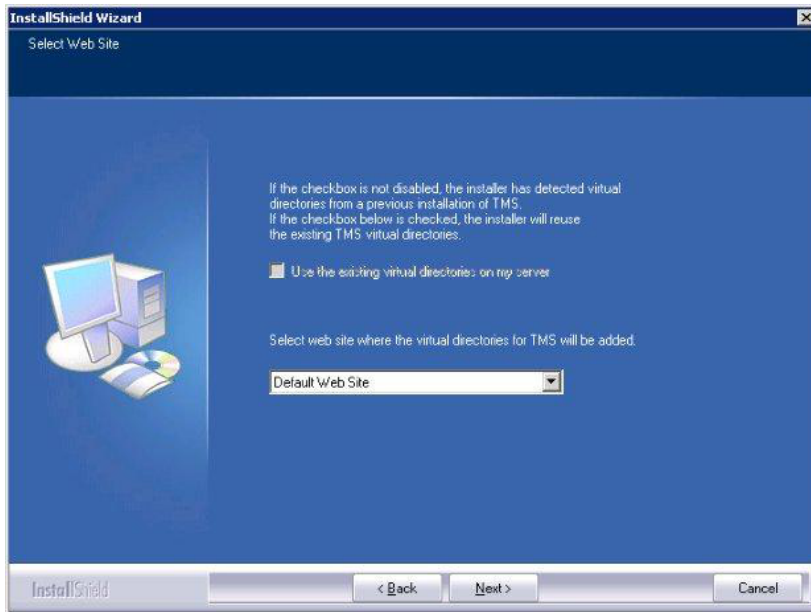 InstallShield Wizard
Select Web Site
If the checkbox is not disabled, the installer has detected virtual
directories from a previous installation of TMS.
If the checkbox below is checked, the installer will reuse
the existing TMS virtual directories.
Use the existing virtual directories on my server
Select web site where the virtual directories for TMS will be added.
Default Web Site
InstallShield
< Back
Next >
Cancel